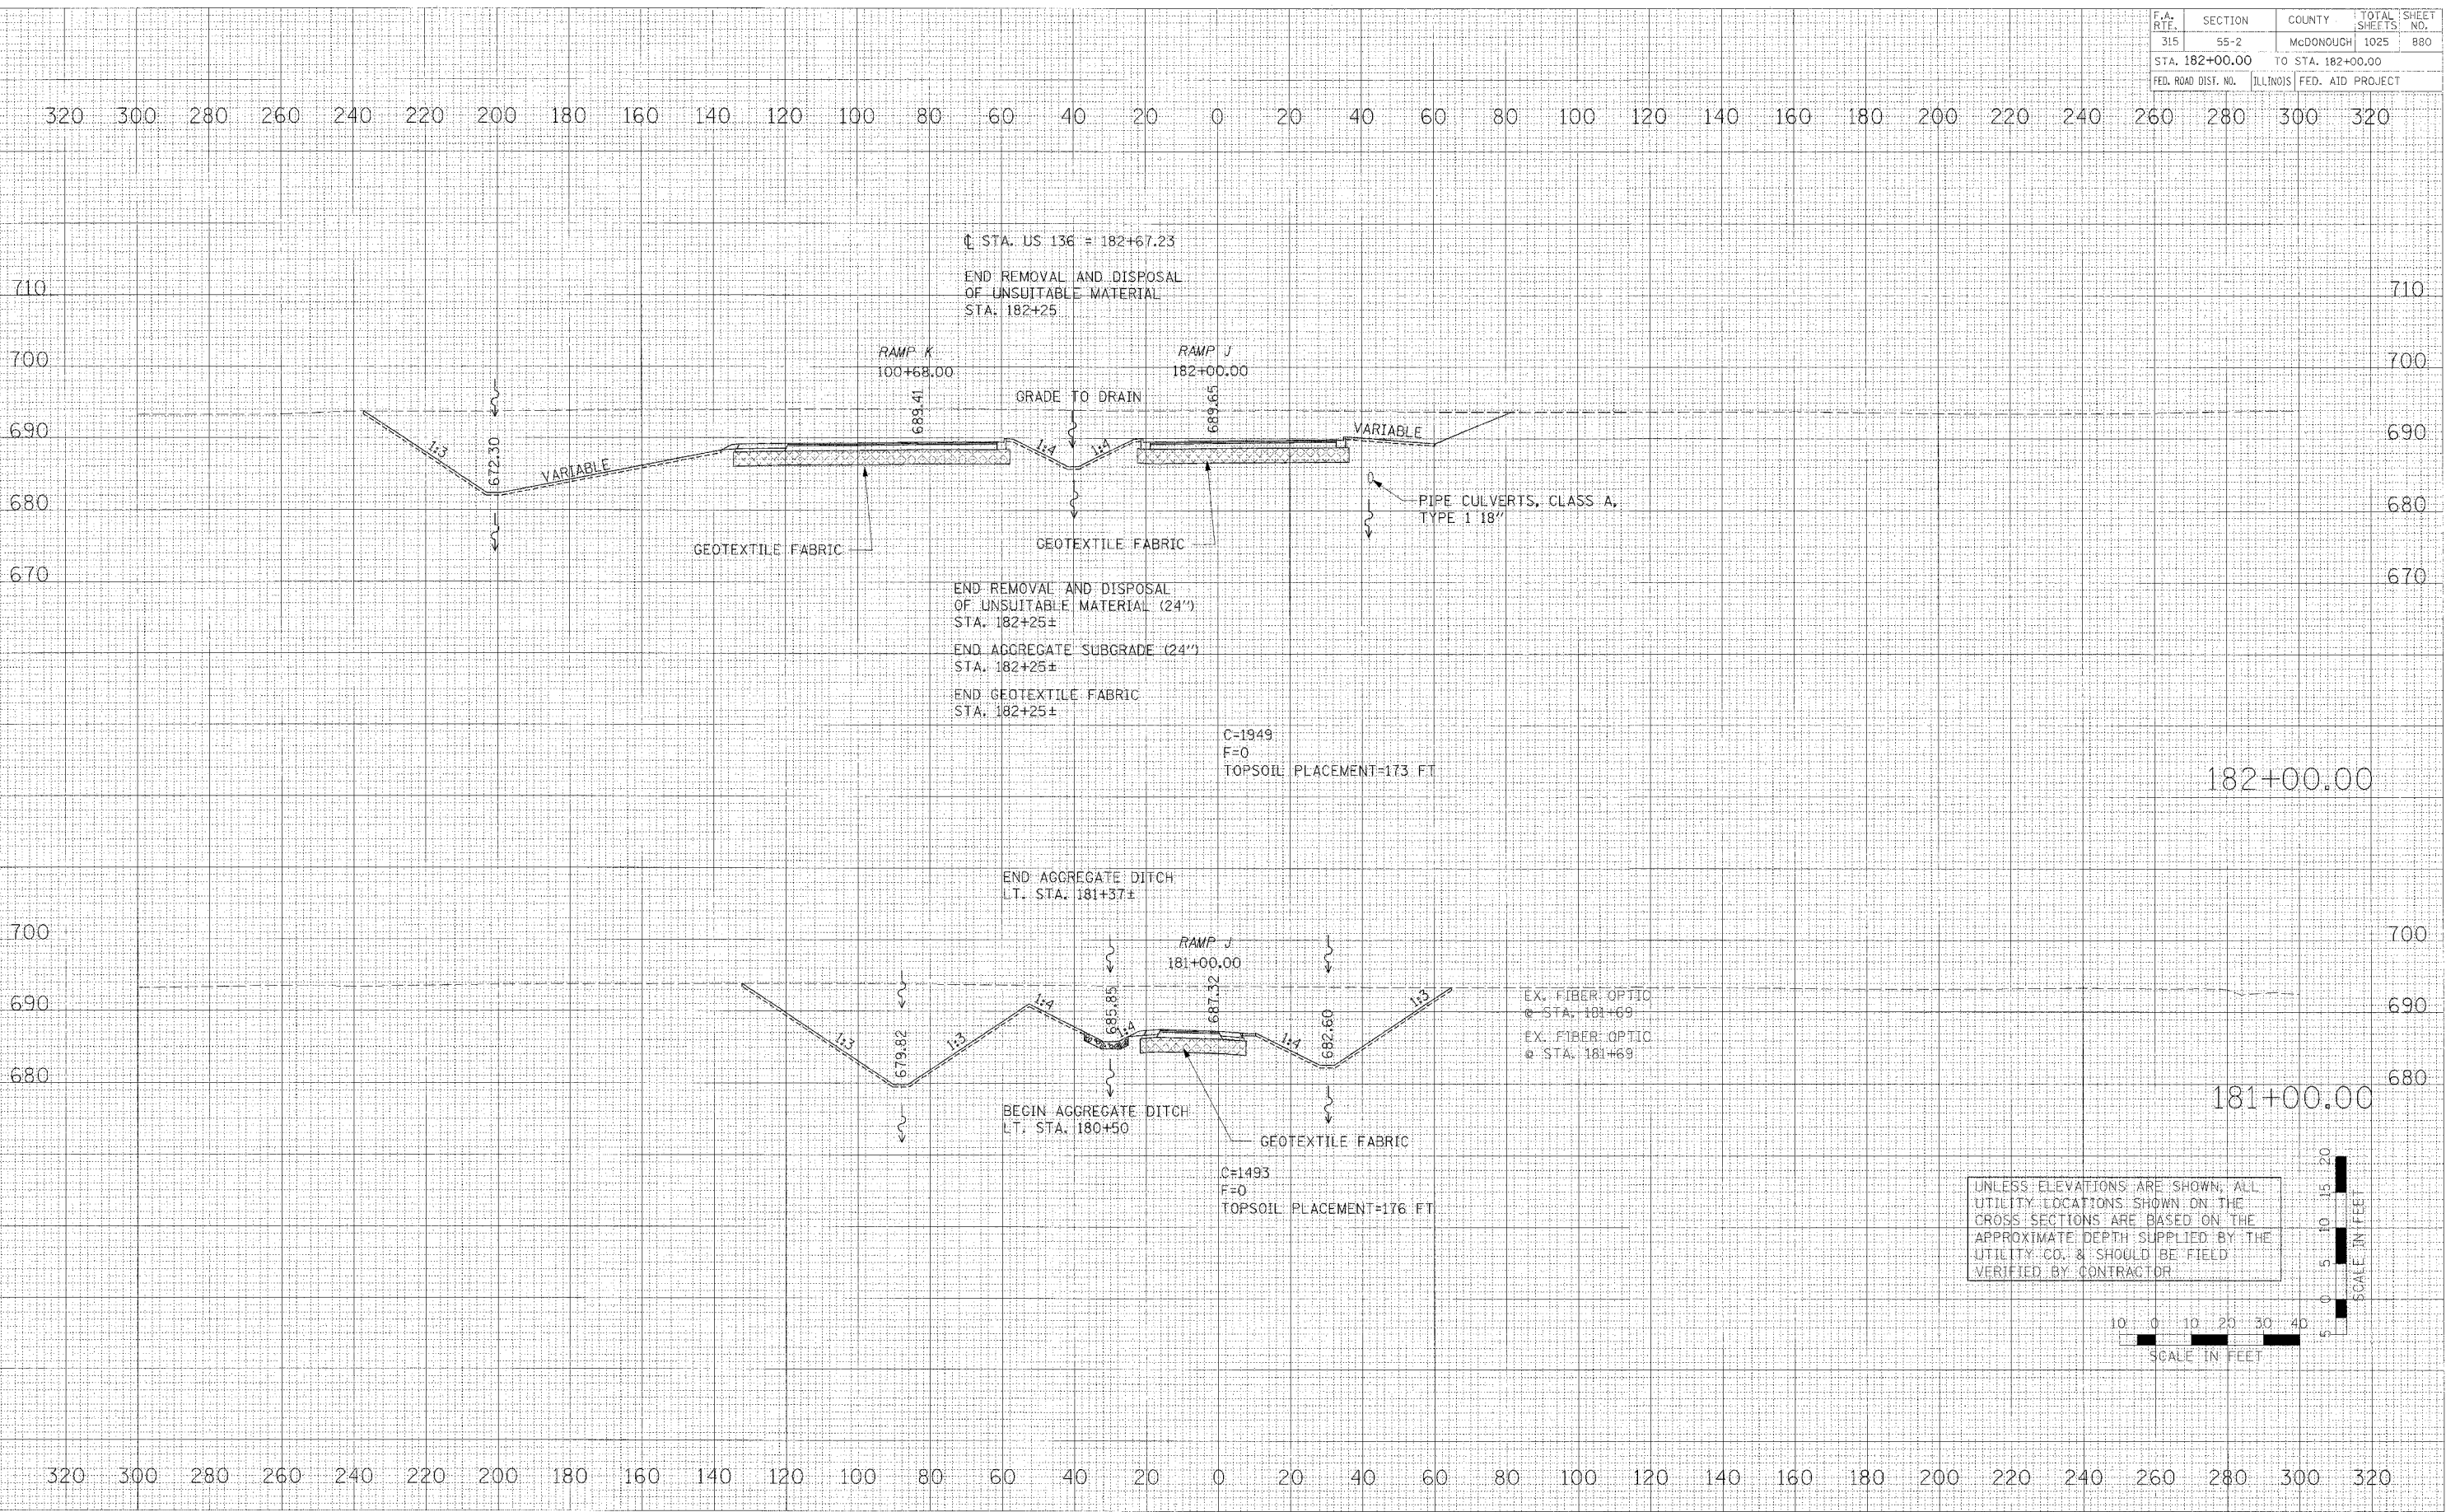 F.A. RTE. SECTION COUNTY TOTAL SHEETS SHEET NO.
315 55-2 McDONOUGH 1025 880
STA. 182+00.00 TO STA. 182+00.00
FED. ROAD DIST. NO. ILLINOIS FED. AID PROJECT
320 300 280 260 240 220 200 180 160 140 120 100 80 60 40 20 0 20 40 60 80 100 120 140 160 180 200 220 240 260 280 300 320
℄ STA. US 136 = 182+67.23
END REMOVAL AND DISPOSAL
OF UNSUITABLE MATERIAL
STA. 182+25
710 710
700 700
690 690
680 680
670 670
RAMP K
100+68.00
689.41
GRADE TO DRAIN
RAMP J
182+00.00
689.65
1:3
672.30
VARIABLE
1:4
1:4
VARIABLE
PIPE CULVERTS, CLASS A,
TYPE 1 18"
GEOTEXTILE FABRIC
GEOTEXTILE FABRIC
END REMOVAL AND DISPOSAL
OF UNSUITABLE MATERIAL (24")
STA. 182+25±
END AGGREGATE SUBGRADE (24")
STA. 182+25±
END GEOTEXTILE FABRIC
STA. 182+25±
C=1949
F=0
TOPSOIL PLACEMENT=173 FT
182+00.00
END AGGREGATE DITCH
LT. STA. 181+37±
700 700
690 690
680 680
RAMP J
181+00.00
687.32
1:3
679.82
1:3
1:4
685.85
1:4
1:4
682.60
1:3
EX. FIBER OPTIC
@ STA. 181+69
EX. FIBER OPTIC
@ STA. 181+69
181+00.00
BEGIN AGGREGATE DITCH
LT. STA. 180+50
GEOTEXTILE FABRIC
C=1493
F=0
TOPSOIL PLACEMENT=176 FT
UNLESS ELEVATIONS ARE SHOWN, ALL
UTILITY LOCATIONS SHOWN ON THE
CROSS SECTIONS ARE BASED ON THE
APPROXIMATE DEPTH SUPPLIED BY THE
UTILITY CO. & SHOULD BE FIELD
VERIFIED BY CONTRACTOR
20 15 10 5 0 5
SCALE IN FEET
10 0 10 20 30 40
SCALE IN FEET
320 300 280 260 240 220 200 180 160 140 120 100 80 60 40 20 0 20 40 60 80 100 120 140 160 180 200 220 240 260 280 300 320